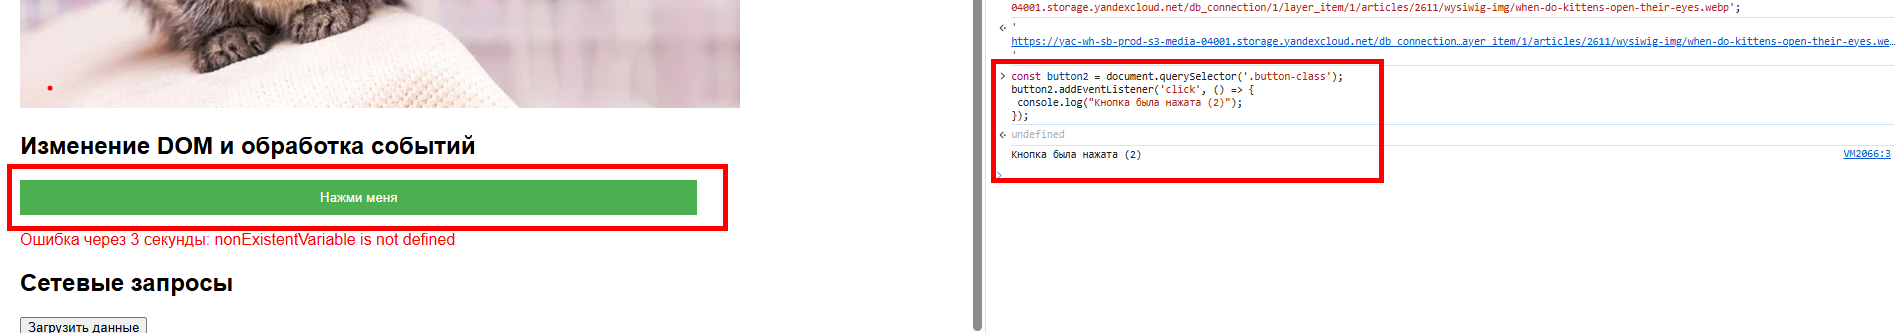 Изменение DOM и обработка событий
Нажми меня
Ошибка через 3 секунды: nonExistentVariable is not defined
Сетевые запросы
Загрузить данные
04001.storage.yandexcloud.net/db_connection/1/layer_item/1/articles/2611/wysiwig-img/when-do-kittens-open-their-eyes.webp';
'
https://yac-wh-sb-prod-s3-media-04001.storage.yandexcloud.net/db connection…ayer item/1/articles/2611/wysiwig-img/when-do-kittens-open-their-eyes.we…
'
const button2 = document.querySelector('.button-class');
button2.addEventListener('click', () => {
console.log("Кнопка была нажата (2)");
});
undefined
Кнопка была нажата (2)
VM2066:3